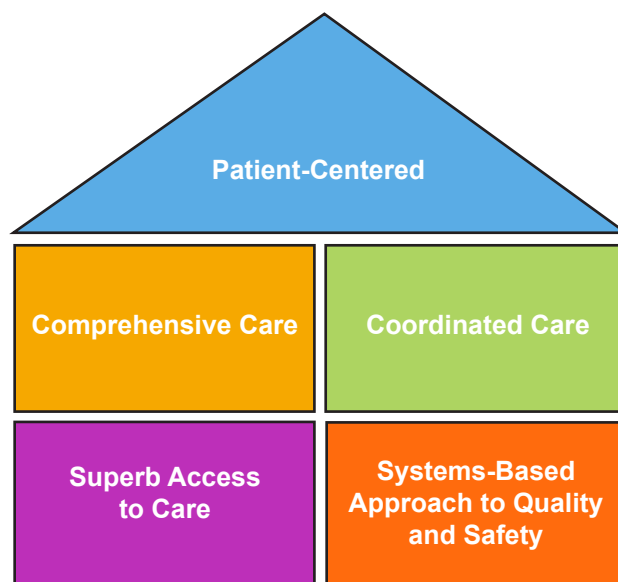 Patient-Centered
Comprehensive Care
Coordinated Care
Superb Access
to Care
Systems-Based
Approach to Quality
and Safety